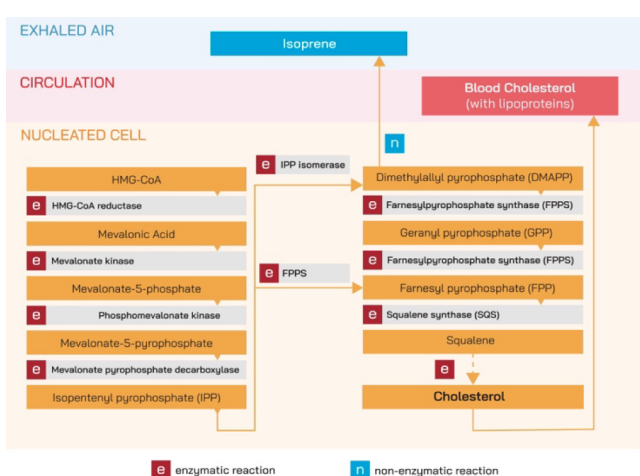 EXHALED AIR
Isoprene
CIRCULATION
Blood Cholesterol
(with lipoproteins)
NUCLEATED CELL
n
HMG-CoA
e HMG-CoA reductase
Mevalonic Acid
e Mevalonate kinase
Mevalonate-5-phosphate
e Phosphomevalonate kinase
Mevalonate-5-pyrophosphate
e Mevalonate pyrophosphate decarboxylase
Isopentenyl pyrophosphate (IPP)
e IPP isomerase
e FPPS
Dimethylallyl pyrophosphate (DMAPP)
e Farnesylpyrophosphate synthase (FPPS)
Geranyl pyrophosphate (GPP)
e Farnesylpyrophosphate synthase (FPPS)
Farnesyl pyrophosphate (FPP)
e Squalene synthase (SQS)
Squalene
e
Cholesterol
e enzymatic reaction
n non-enzymatic reaction